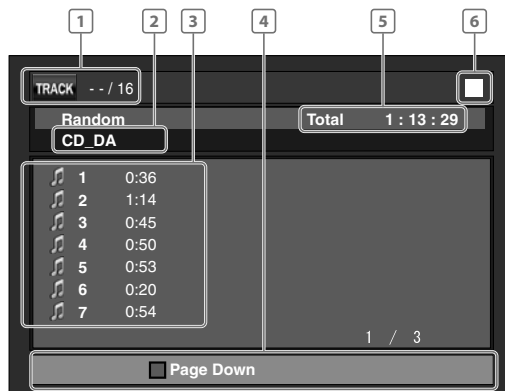 1 2 3 4 5 6
TRACK - - / 16
Random Total 1 : 13 : 29
CD_DA
1 0:36
2 1:14
3 0:45
4 0:50
5 0:53
6 0:20
7 0:54
1 / 3
Page Down